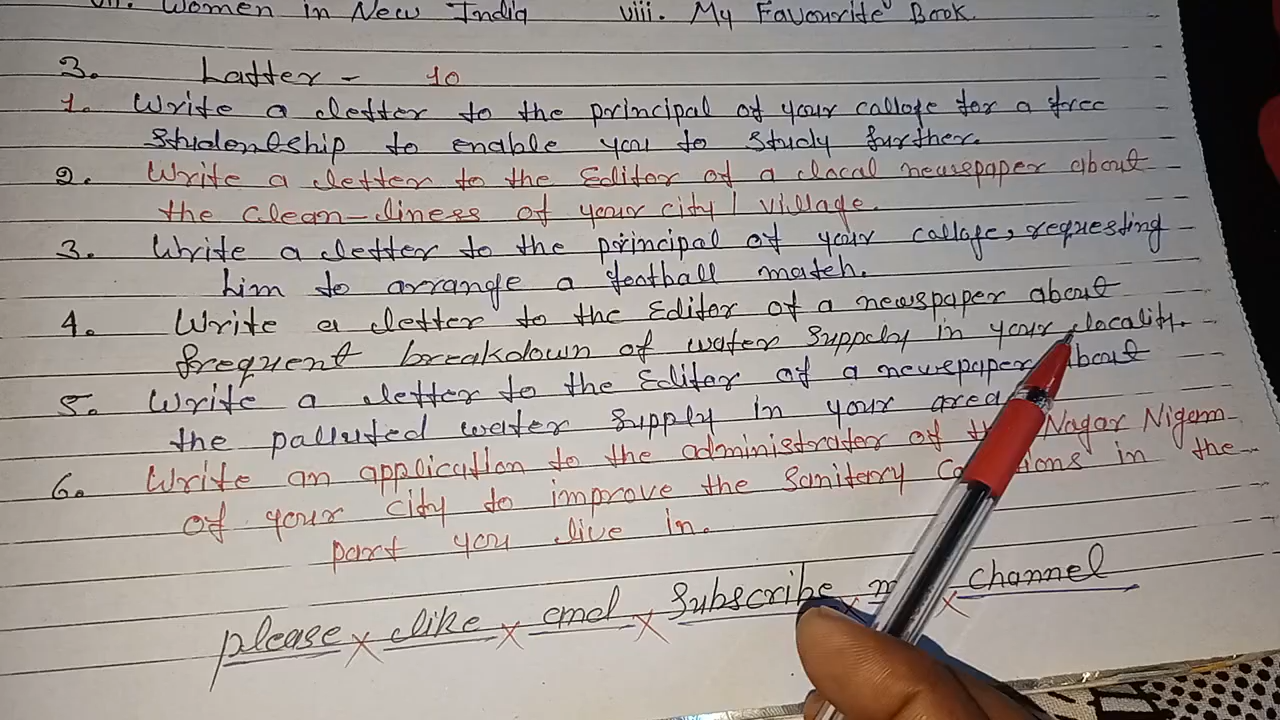 vii. Women in New India viii. My Favourite Book.
3. Latter - 10
1. Write a letter to the principal of your callage for a free
studentship to enable you to study further.
2. Write a letter to the Editor of a local newspaper about
the clean-liness of your city/village.
3. Write a letter to the principal of your callage, requesting
him to arrange a football match.
4. Write a letter to the Editor of a newspaper about
frequent breakdown of water supply in your locality.
5. Write a letter to the Editor of a newspaper about
the palluted water supply in your area
6. Write an application to the administrater of the Nagar Nigam
of your city to improve the Saniterry in the
part you live in.
please × like × and × Subscribe × × channel